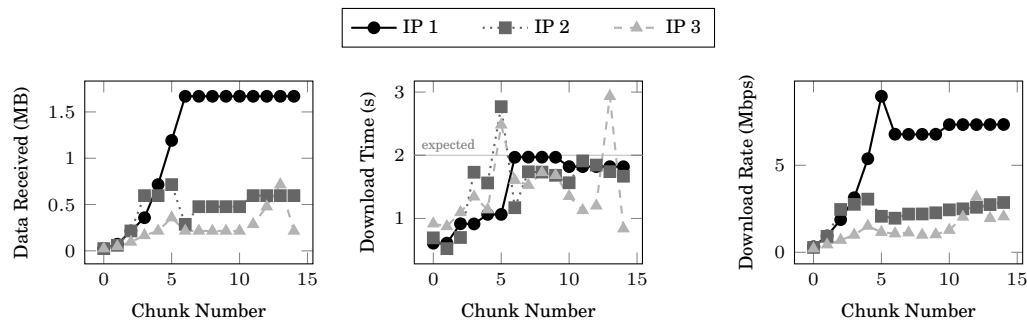 IP 1 IP 2 IP 3
Data Received (MB)
1.5
1
0.5
0
0 5 10 15
Chunk Number
Download Time (s)
3
2
1
expected
0 5 10 15
Chunk Number
Download Rate (Mbps)
5
0
0 5 10 15
Chunk Number